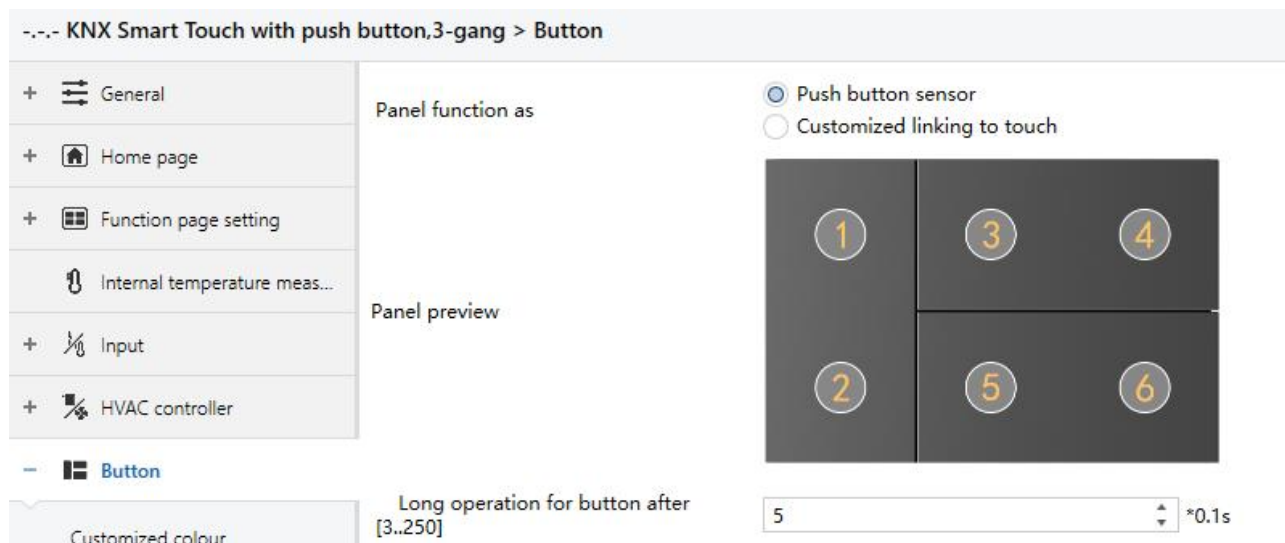 -.-.- KNX Smart Touch with push button,3-gang > Button
+ General
+ Home page
+ Function page setting
Internal temperature meas...
+ Input
+ HVAC controller
– Button
Customized colour
Panel function as
Push button sensor
Customized linking to touch
Panel preview
1 3 4
2 5 6
Long operation for button after
[3..250]
5 *0.1s